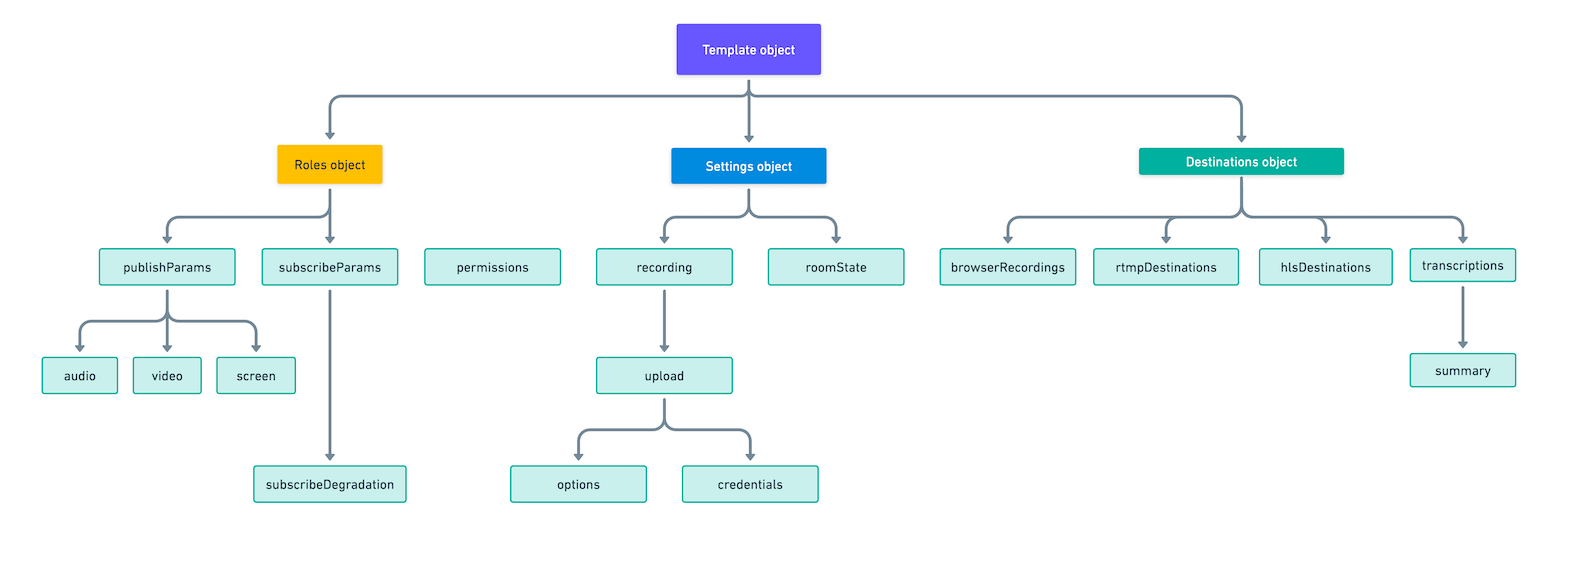 Template object
Roles object
Settings object
Destinations object
publishParams
subscribeParams
permissions
recording
roomState
browserRecordings
rtmpDestinations
hlsDestinations
transcriptions
audio
video
screen
upload
summary
subscribeDegradation
options
credentials